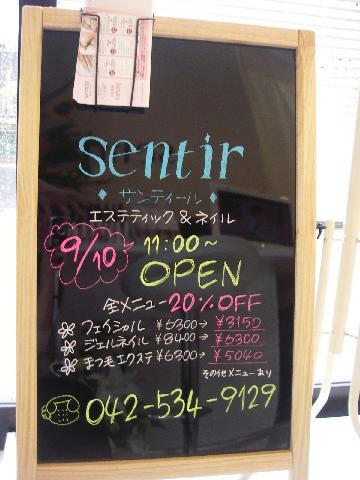 sentir
サンティール
エステティック & ネイル
9/10 11:00～
OPEN
全メニュー 20%OFF
フェイシャル ¥6300→ ¥3150
ジェルネイル ¥8400→ ¥6300
まつ毛エクステ ¥6300→ ¥5040
その他メニューあり
042-534-9129